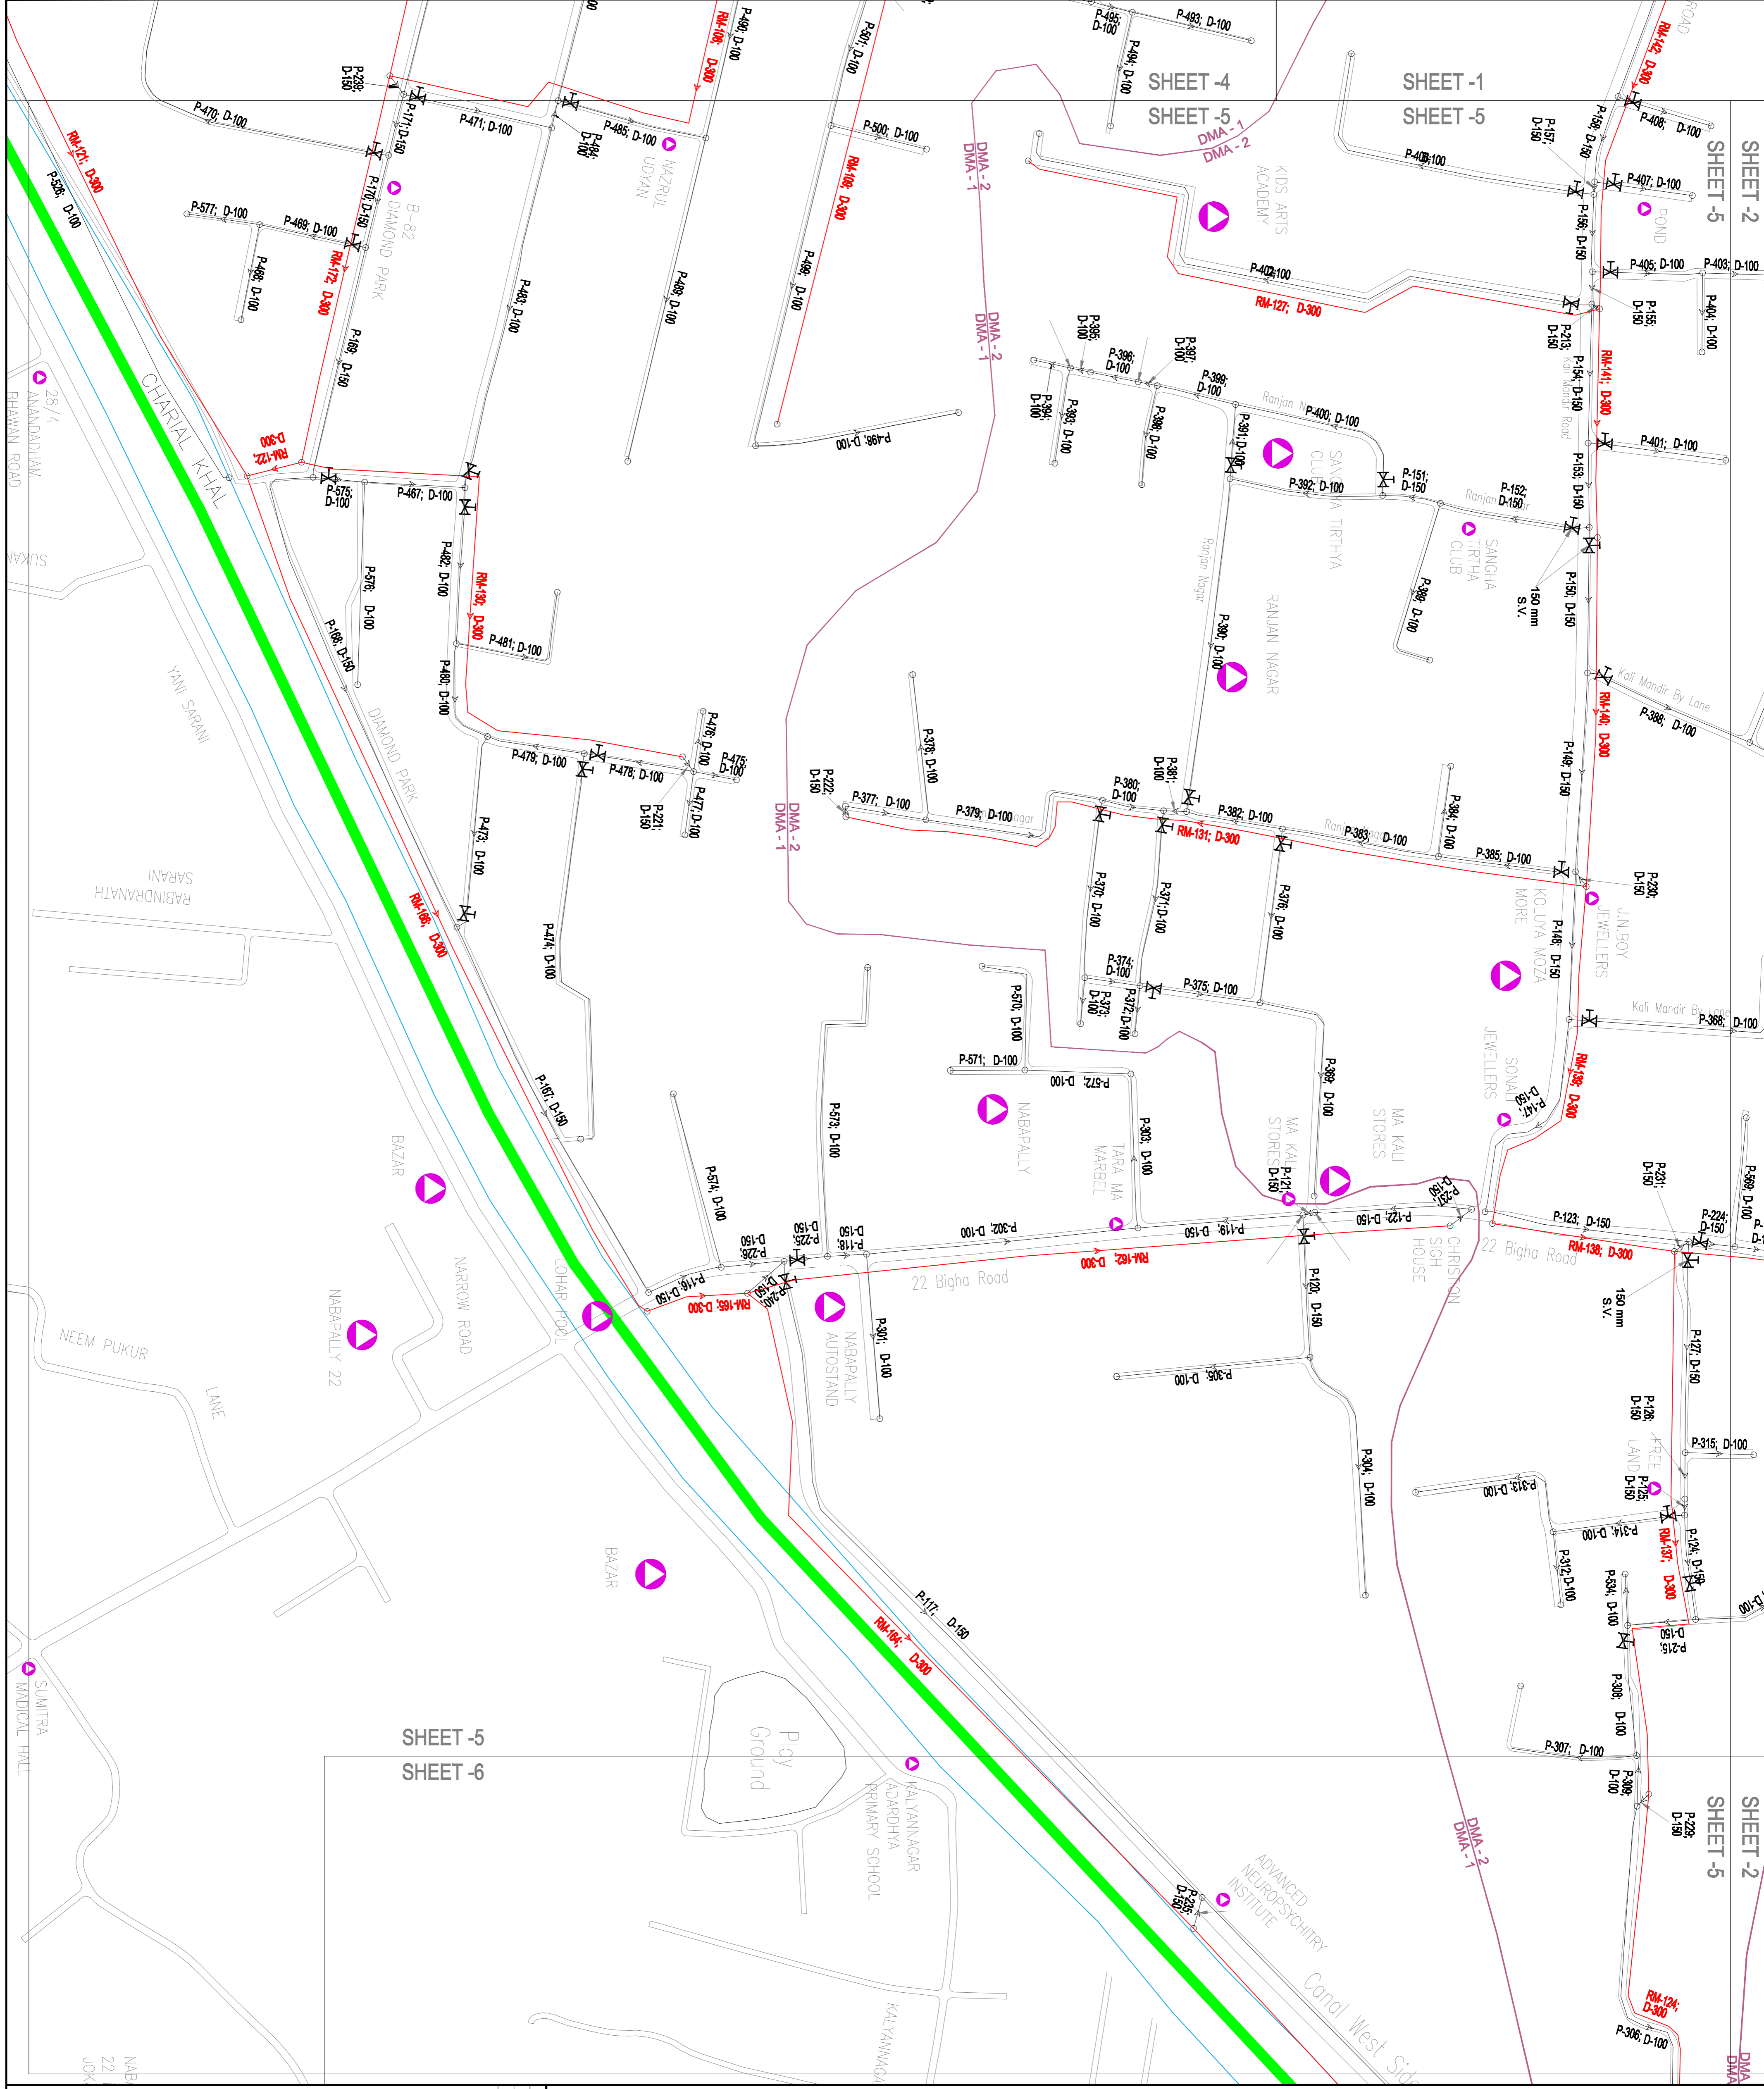 P-490; D-100
RM-108; D-300
P-501; D-100
P-495;
D-100
P-493; D-100
P-494; D-100
SHEET -4
SHEET -5
SHEET -1
SHEET -5
ROAD
RM-142; D-300
SHEET -2
SHEET -5
P-239;
D-150
P-171; D-150
P-470; D-100
P-471; D-100
P-484;
D-100
P-485; D-100
NAZRUL
UDYAN
P-500; D-100
DMA - 1
DMA - 2
DMA - 2
DMA - 1
KIDS ARTS
ACADEMY
P-157;
D-150
P-158; D-150
P-408; D-100
P-407; D-100
POND
RM-121; D-300
P-526; D-100
P-170; D-150
B-82
DIAMOND PARK
P-577; D-100
P-469; D-100
P-468; D-100
RM-172; D-300
RM-109; D-300
P-156; D-150
P-405; D-100
P-403; D-100
P-404; D-100
P-155;
D-150
P-213;
D-150
RM-127; D-300
P-169; D-150
P-483; D-100
P-489; D-100
P-499; D-100
P-498; D-100
DMA - 2
DMA - 1
P-395;
D-100
P-396;
D-100
P-397;
D-100
P-399;
D-100
P-394;
D-100
P-393; D-100
P-398; D-100
P-400; D-100
P-391; D-100
P-392; D-100
P-154; D-150
Kali Mandir Road
RM-141; D-300
P-401; D-100
P-153; D-150
P-151;
D-150
P-152;
D-150
SANGHA
TIRTHA
CLUB
150 mm
S.V.
28/4
ANANDADHAM
BHAWAN ROAD
CHARIAL KHAL
RM-122;
D-300
P-575;
D-100
P-467; D-100
P-482; D-100
RM-130; D-300
P-576; D-100
P-481; D-100
P-168; D-150
P-480; D-100
DIAMOND PARK
YANI SARANI
P-390; D-100
Ranjan Nagar
RANJAN NAGAR
P-389; D-100
P-150; D-150
Kali Mandir By Lane
P-388; D-100
RM-140; D-300
P-149; D-150
P-476; D-100
P-475;
D-100
P-479; D-100
P-478; D-100
P-221;
D-150
P-477; D-100
P-473; D-100
P-474; D-100
RM-166; D-300
DMA - 2
DMA - 1
P-222;
D-150
P-377; D-100
P-378; D-100
P-379; D-100
P-380;
D-100
P-381;
D-100
P-382; D-100
RM-131; D-300
P-383; D-100
P-384; D-100
P-385; D-100
P-230;
D-150
J.N.BOY
JEWELLERS
KOLUYA MOZA
MORE
P-148; D-150
P-370; D-100
P-371; D-100
P-376; D-100
P-374;
D-100
P-373;
D-100
P-372; D-100
P-375; D-100
RABINDRANATH
SARANI
P-570; D-100
P-571; D-100
P-572; D-100
P-369; D-100
Kali Mandir By Lane
P-368; D-100
SONALI
JEWELLERS
P-147;
D-150
RM-139; D-300
P-167; D-150
P-573; D-100
P-574; D-100
NABAPALLY
P-303; D-100
TARA MA
MARBEL
MA KALI
STORES
MA KALI
STORES
P-121;
D-150
P-237;
D-150
P-231;
D-150
P-224;
D-150
P-569; D-100
P-123; D-150
22 Bigha Road
RM-138; D-300
CHRISTION
SIGH
HOUSE
P-122; D-150
P-119; D-150
P-302; D-100
RM-162; D-300
22 Bigha Road
P-118;
D-150
P-225;
D-150
P-226;
D-150
P-116; D-150
RM-165; D-300
P-240;
D-150
P-301; D-100
NABAPALLY
AUTOSTAND
LOHAR POOL
BAZAR
NARROW ROAD
NABAPALLY 22
NEEM PUKUR
LANE
P-120; D-150
P-305; D-100
P-304; D-100
150 mm
S.V.
P-127; D-150
P-126;
D-150
FREE
LAND
P-125;
D-150
P-315; D-100
P-313; D-100
P-314; D-100
P-312; D-100
RM-137; D-300
P-124; D-150
P-534; D-100
P-215;
D-150
BAZAR
P-117; D-150
RM-164; D-300
SUMITRA
MADICAL HALL
SHEET -5
SHEET -6
Play
Ground
KALYANNAGAR
ADARDHYA
PRIMARY SCHOOL
P-308; D-100
P-307; D-100
P-309;
D-100
P-229;
D-150
SHEET -2
SHEET -5
DMA - 2
DMA - 1
P-235;
D-150
ADVANCED
NEUROPSYCHITRY
INSTITUTE
Canal West Side
RM-124;
D-300
P-306; D-100
DMA
DMA